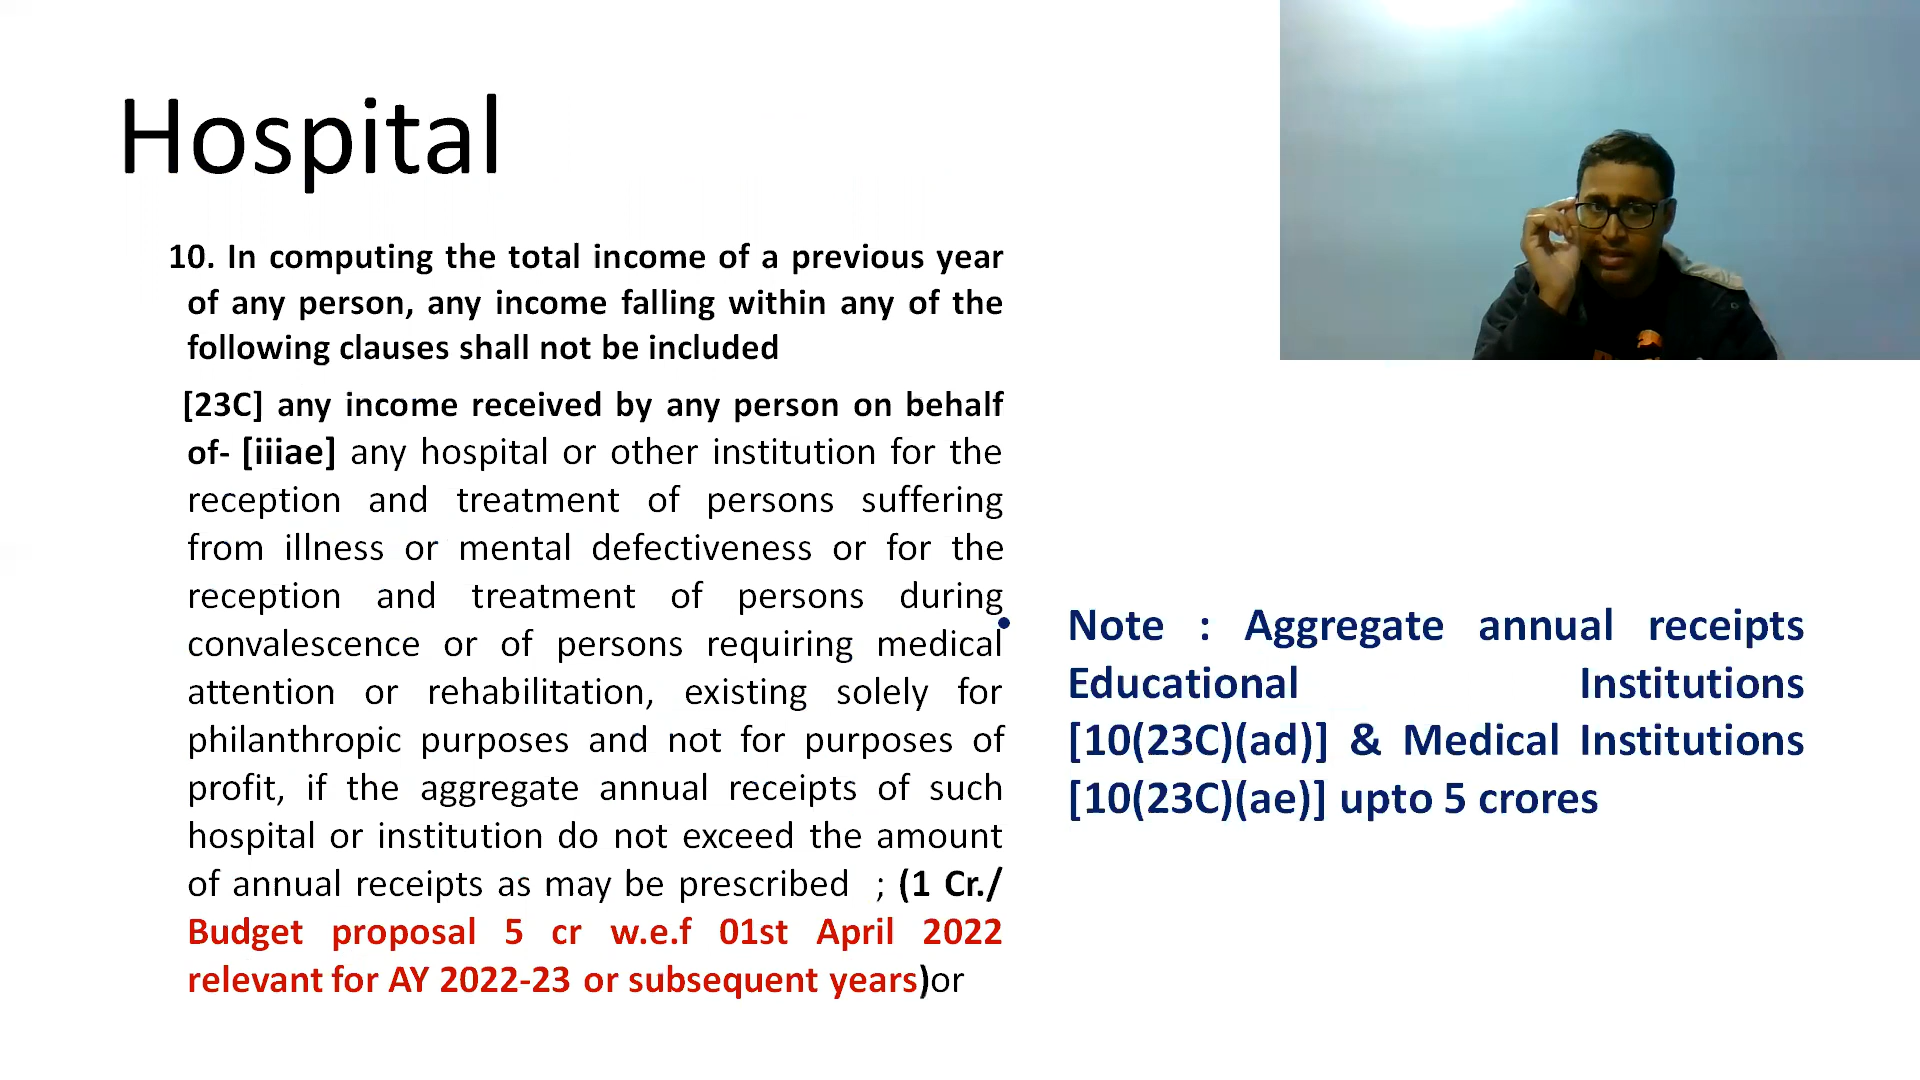 Hospital
10. In computing the total income of a previous year
of any person, any income falling within any of the
following clauses shall not be included
[23C] any income received by any person on behalf
of- [iiiae] any hospital or other institution for the
reception and treatment of persons suffering
from illness or mental defectiveness or for the
reception and treatment of persons during
convalescence or of persons requiring medical
attention or rehabilitation, existing solely for
philanthropic purposes and not for purposes of
profit, if the aggregate annual receipts of such
hospital or institution do not exceed the amount
of annual receipts as may be prescribed ; (1 Cr./
Budget proposal 5 cr w.e.f 01st April 2022
relevant for AY 2022-23 or subsequent years)or
Note : Aggregate annual receipts
Educational Institutions
[10(23C)(ad)] & Medical Institutions
[10(23C)(ae)] upto 5 crores